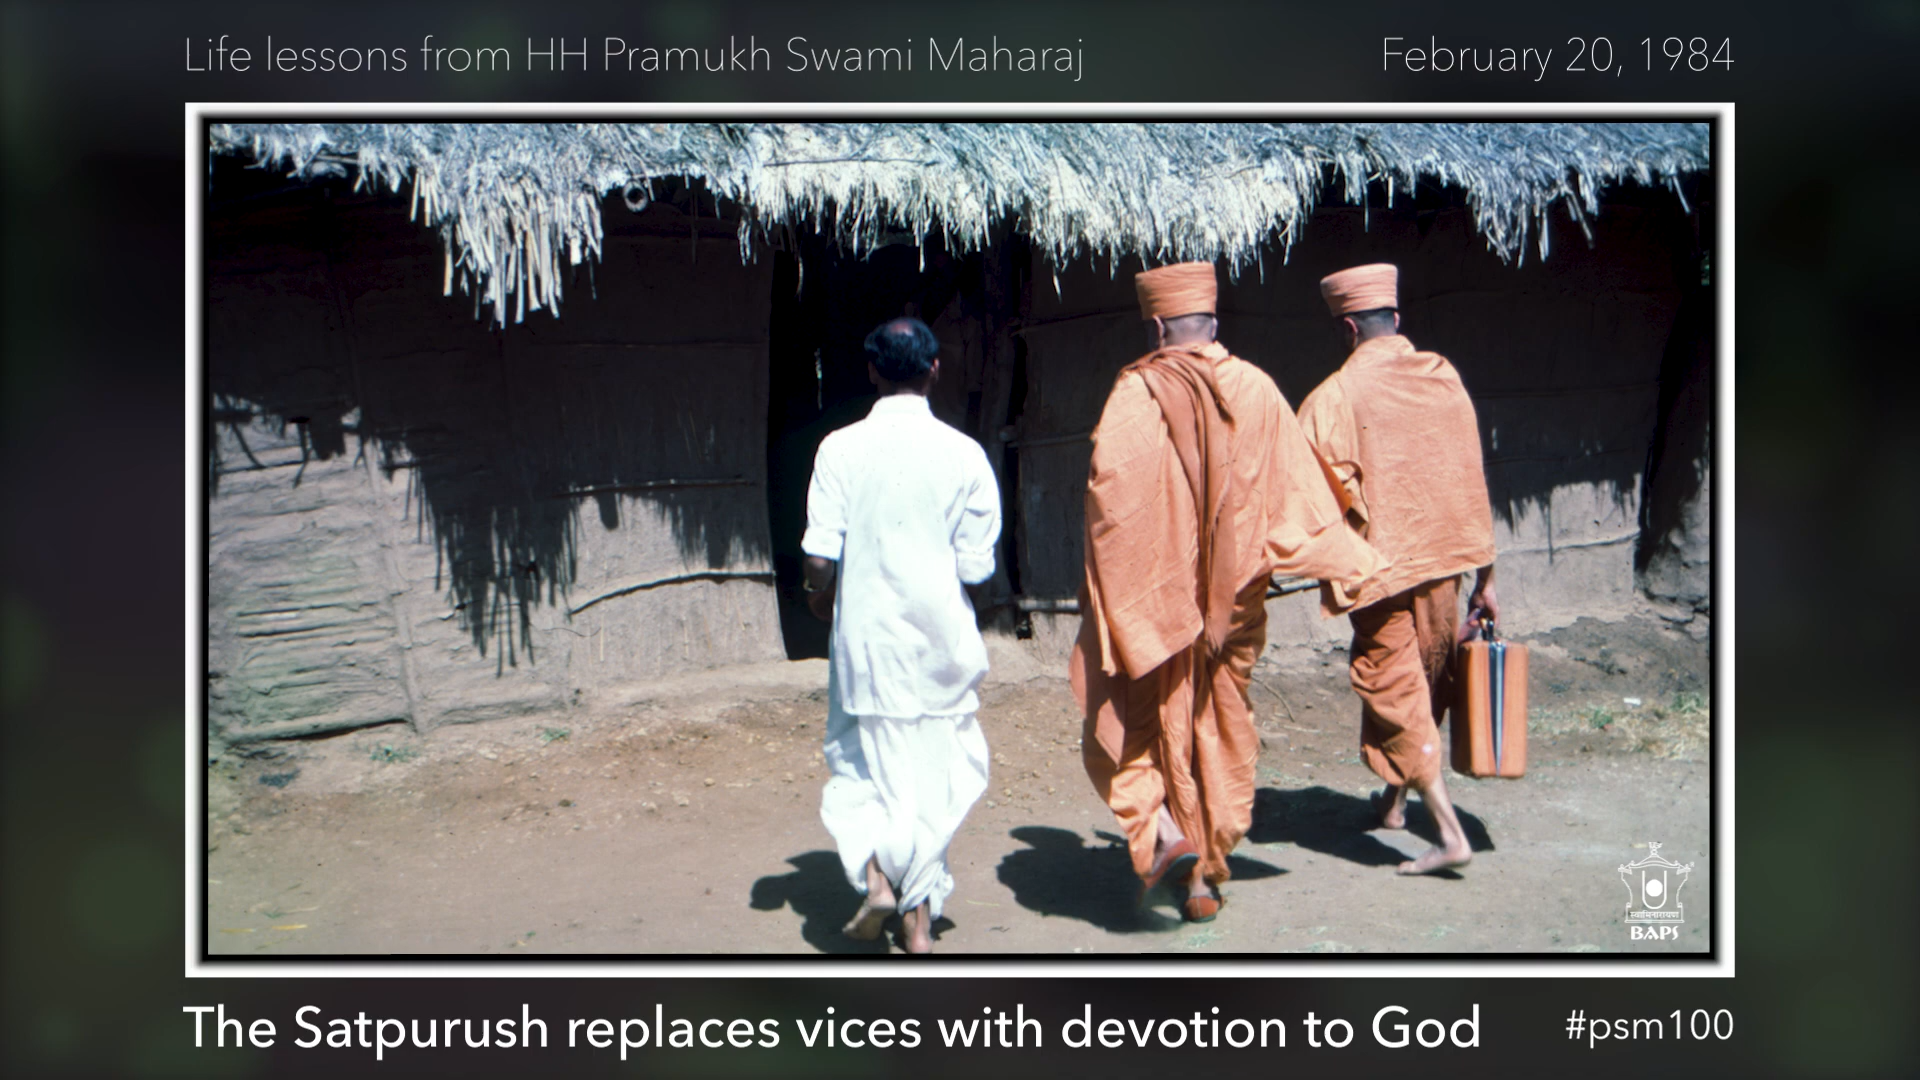 Life lessons from HH Pramukh Swami Maharaj
February 20, 1984
स्वामिनारायण
BAPS
The Satpurush replaces vices with devotion to God
#psm100